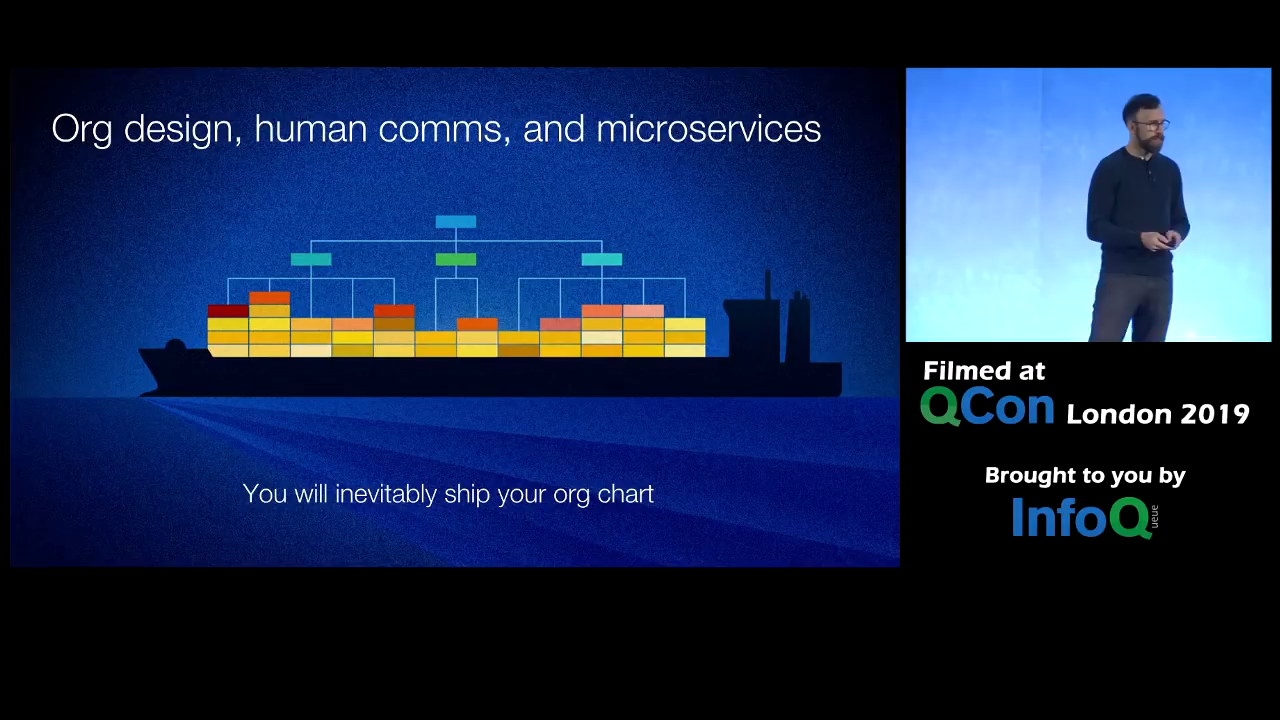 Org design, human comms, and microservices
You will inevitably ship your org chart
Filmed at
QCon London 2019
Brought to you by
InfoQ
ueue